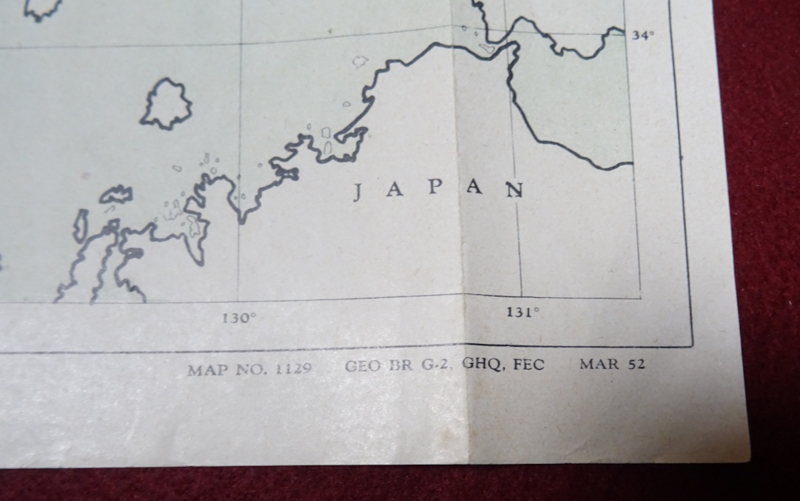 34°
J A P A N
130° 131°
MAP NO. 1129 GEO BR G-2, GHQ, FEC MAR 52